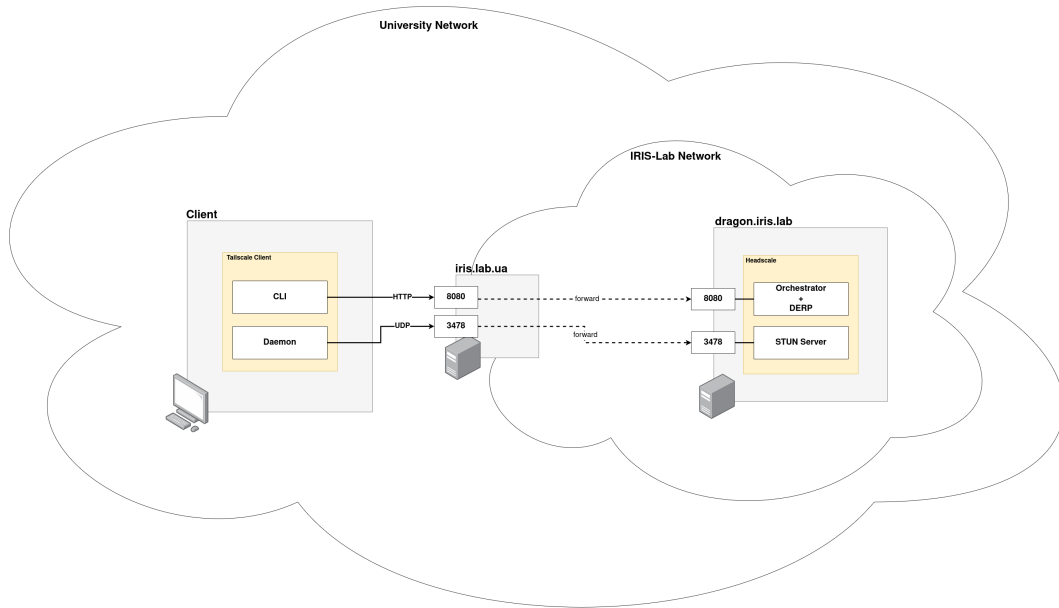 University Network
IRIS-Lab Network
Client
Tailscale Client
CLI
Daemon
HTTP
UDP
iris.lab.ua
8080
3478
forward
forward
dragon.iris.lab
8080
3478
Headscale
Orchestrator
+
DERP
STUN Server